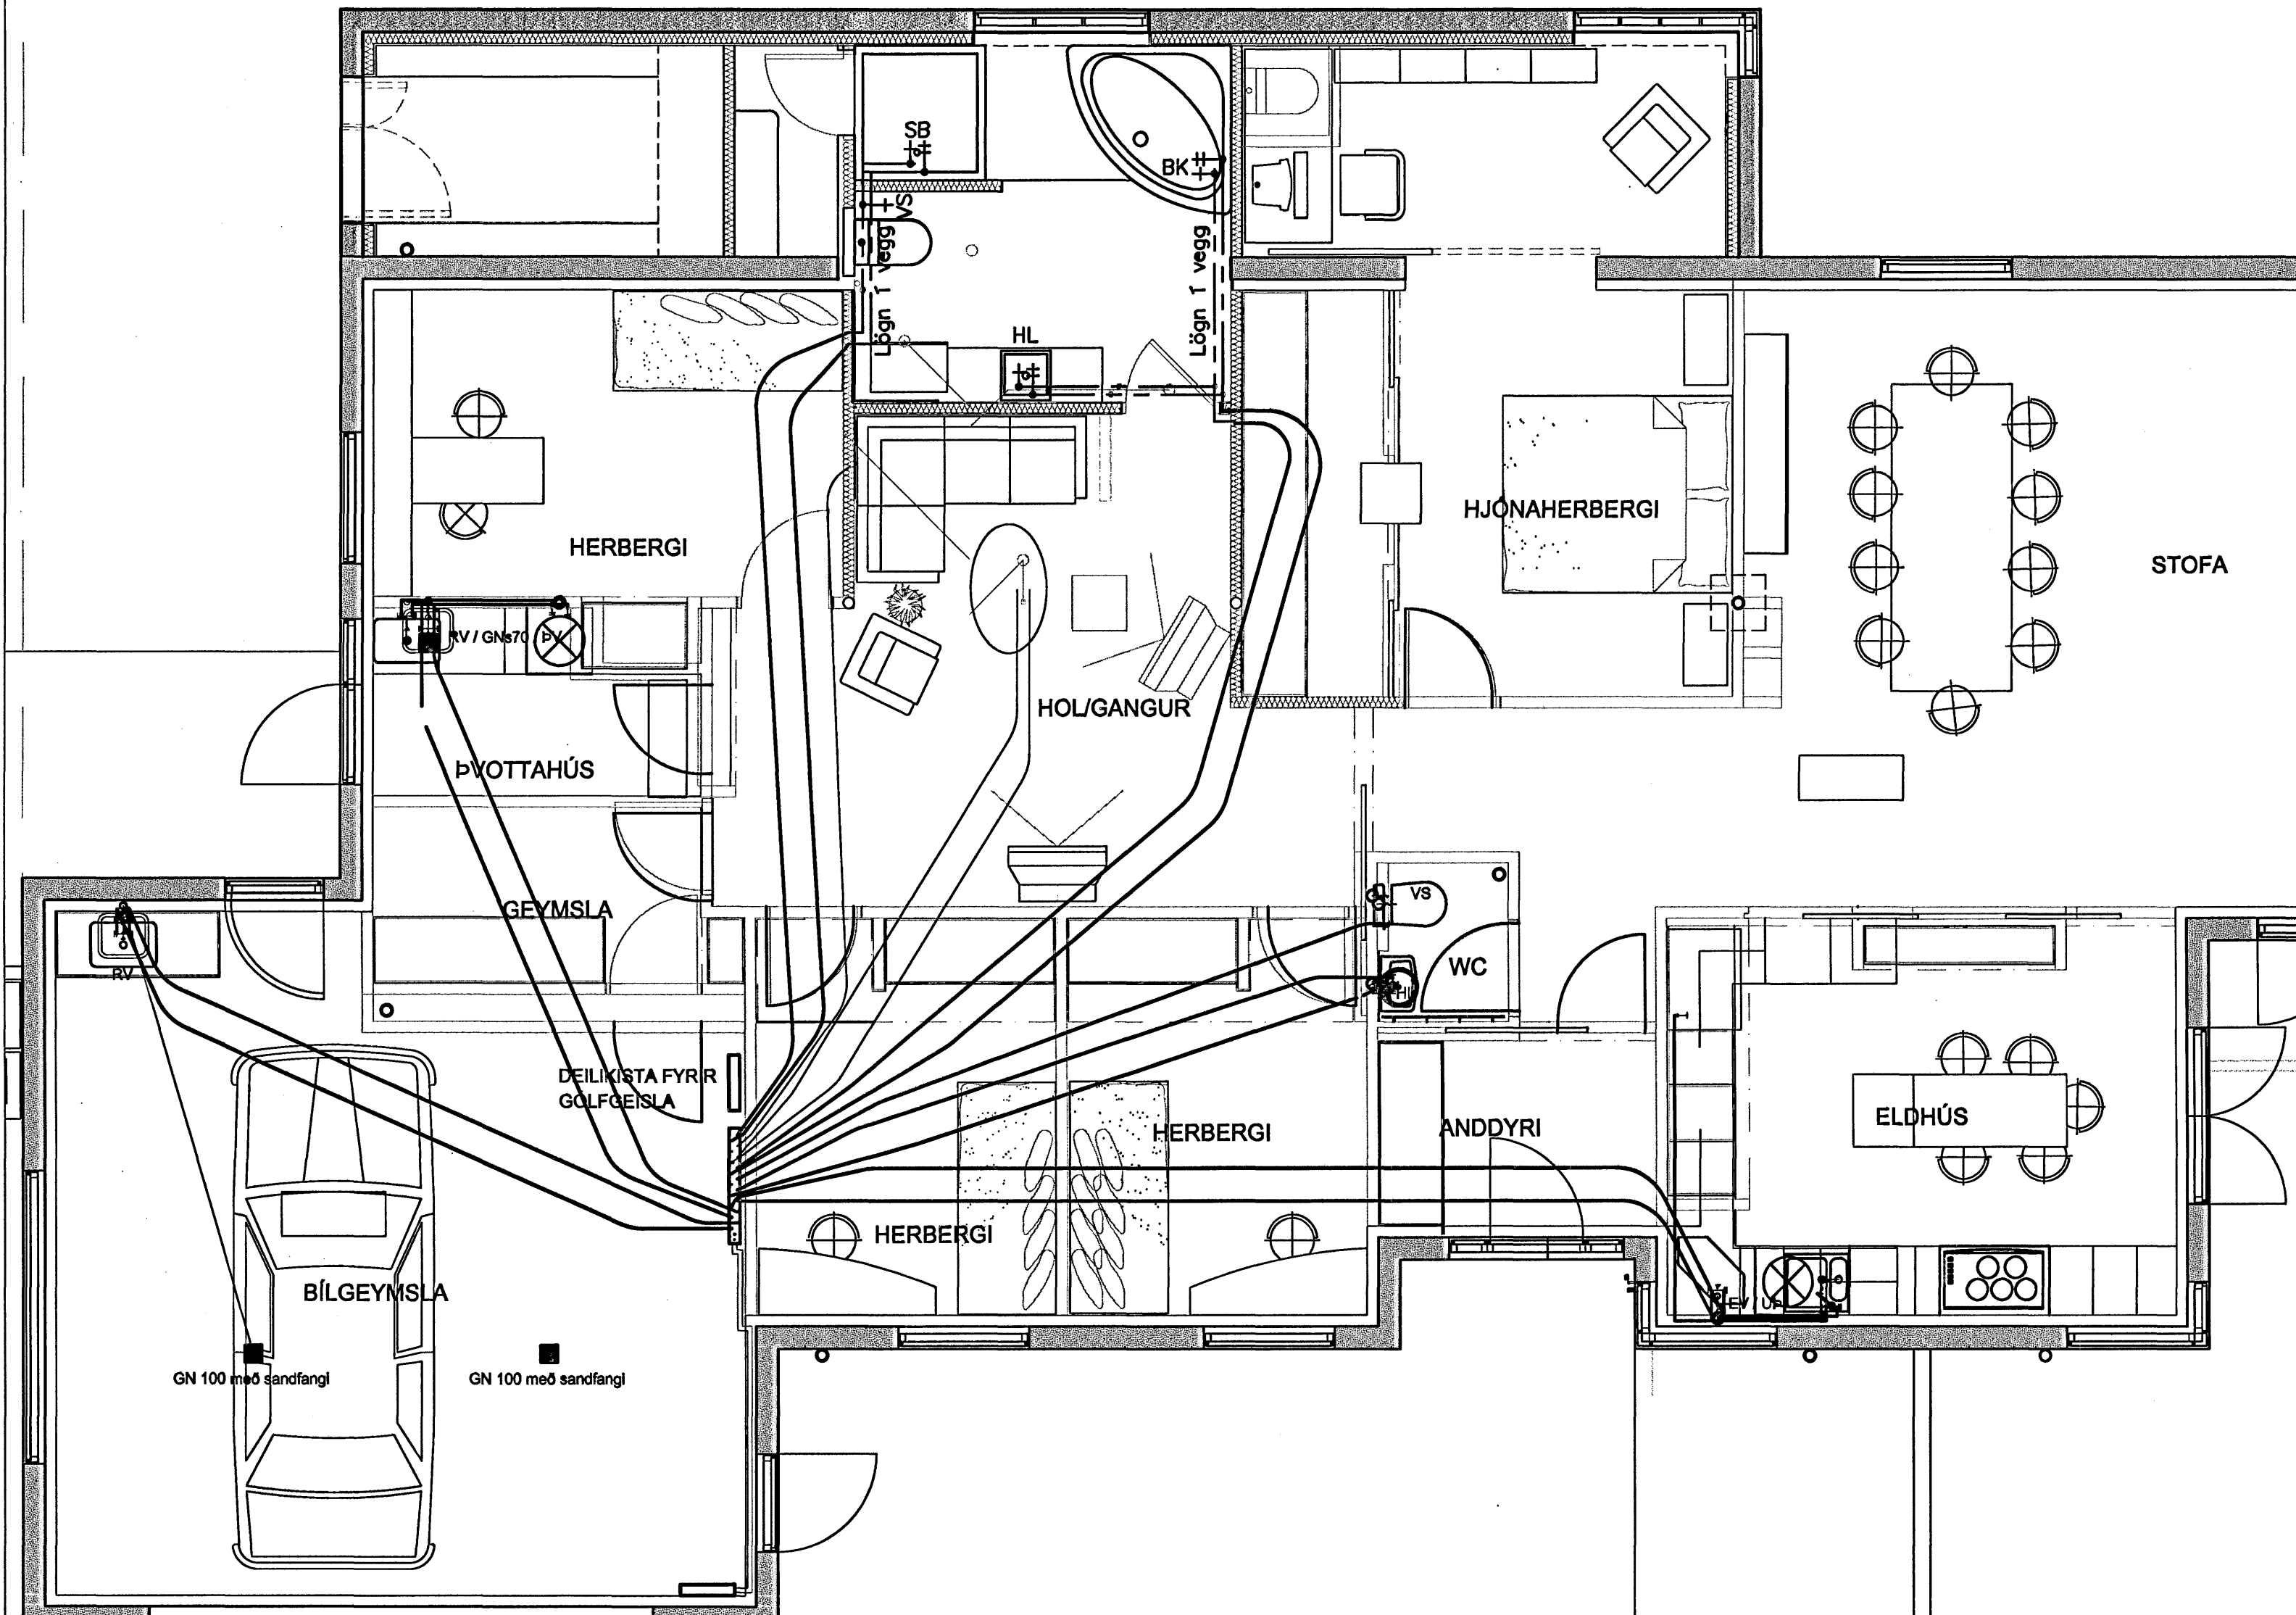 SB
BK
VS
Lögn í vegg
Lögn í vegg
HL
HERBERGI
HJÓNAHERBERGI
STOFA
RV / GNs70 / ÞV
HOL/GANGUR
ÞVOTTAHÚS
GEYMSLA
VS
WC
HL
RV
DEILIKISTA FYRIR
GÓLFGEISLA
HERBERGI
ANDDYRI
ELDHÚS
HERBERGI
BÍLGEYMSLA
EV / UÞ
GN 100 með sandfangi
GN 100 með sandfangi